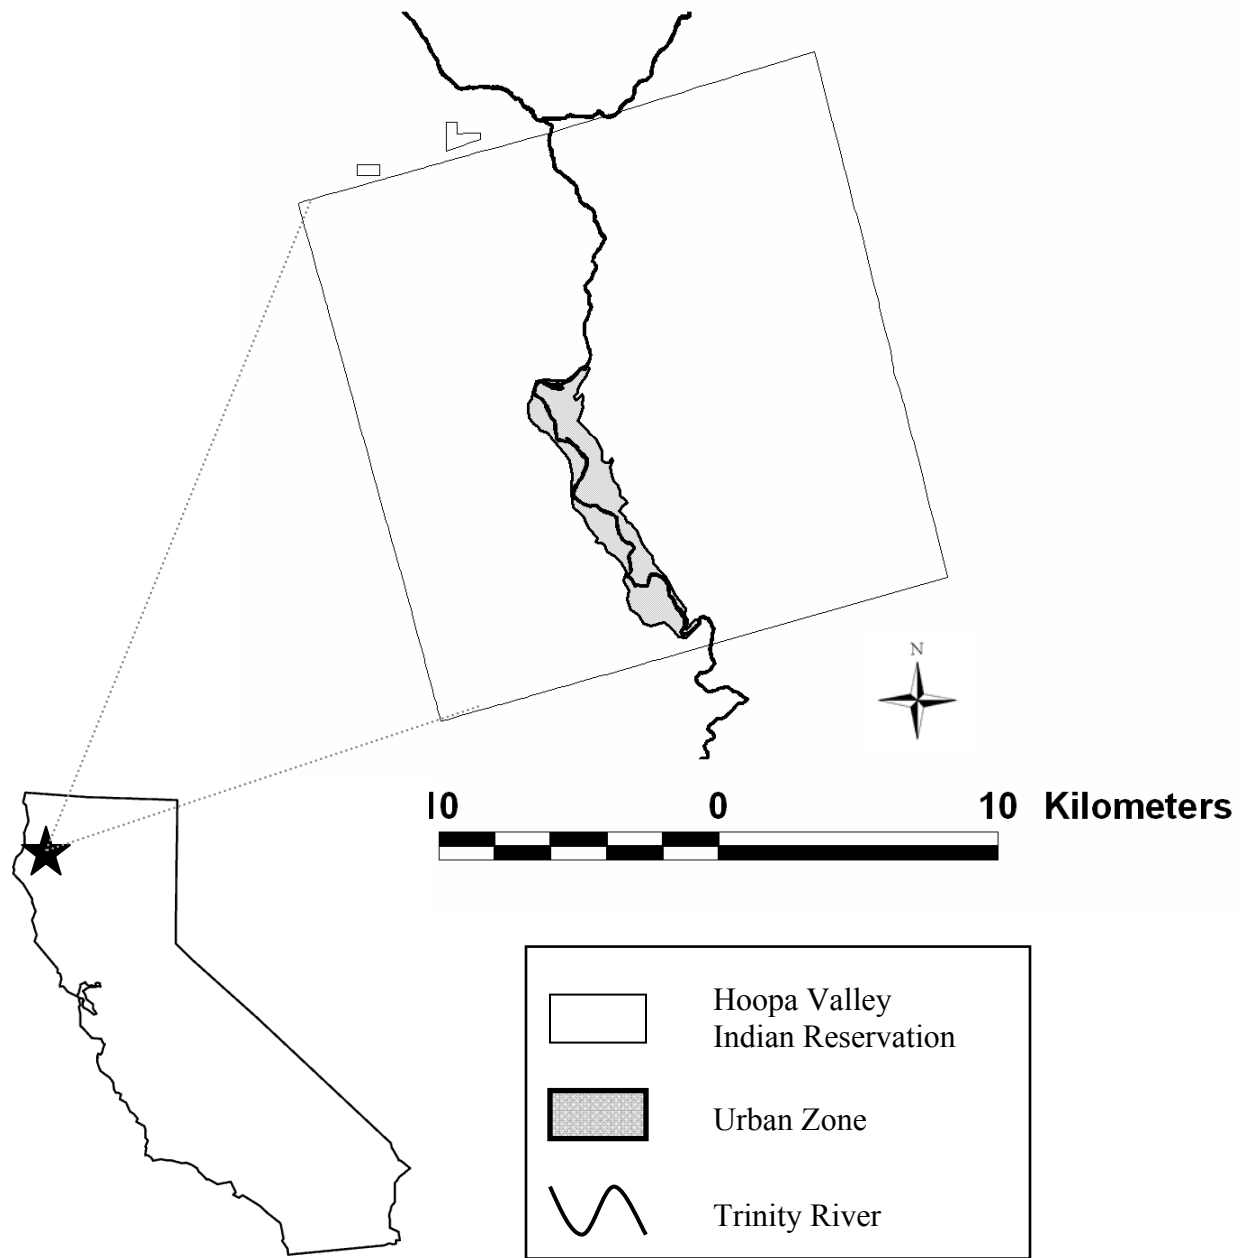 N
10 0 10 Kilometers
Hoopa Valley
Indian Reservation
Urban Zone
Trinity River